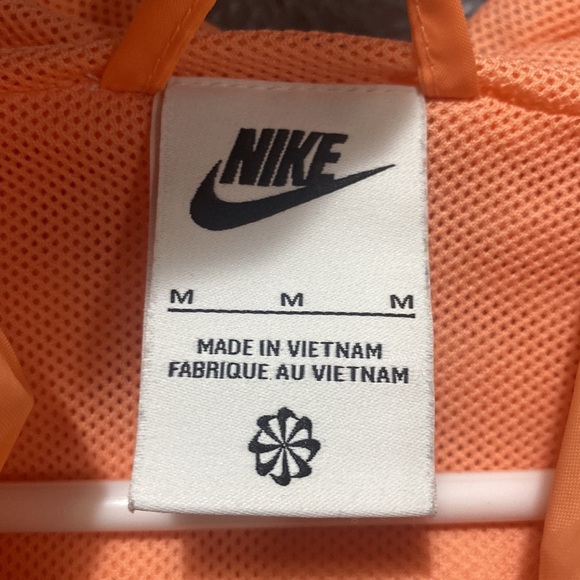 NIKE
M M M
MADE IN VIETNAM
FABRIQUE AU VIETNAM